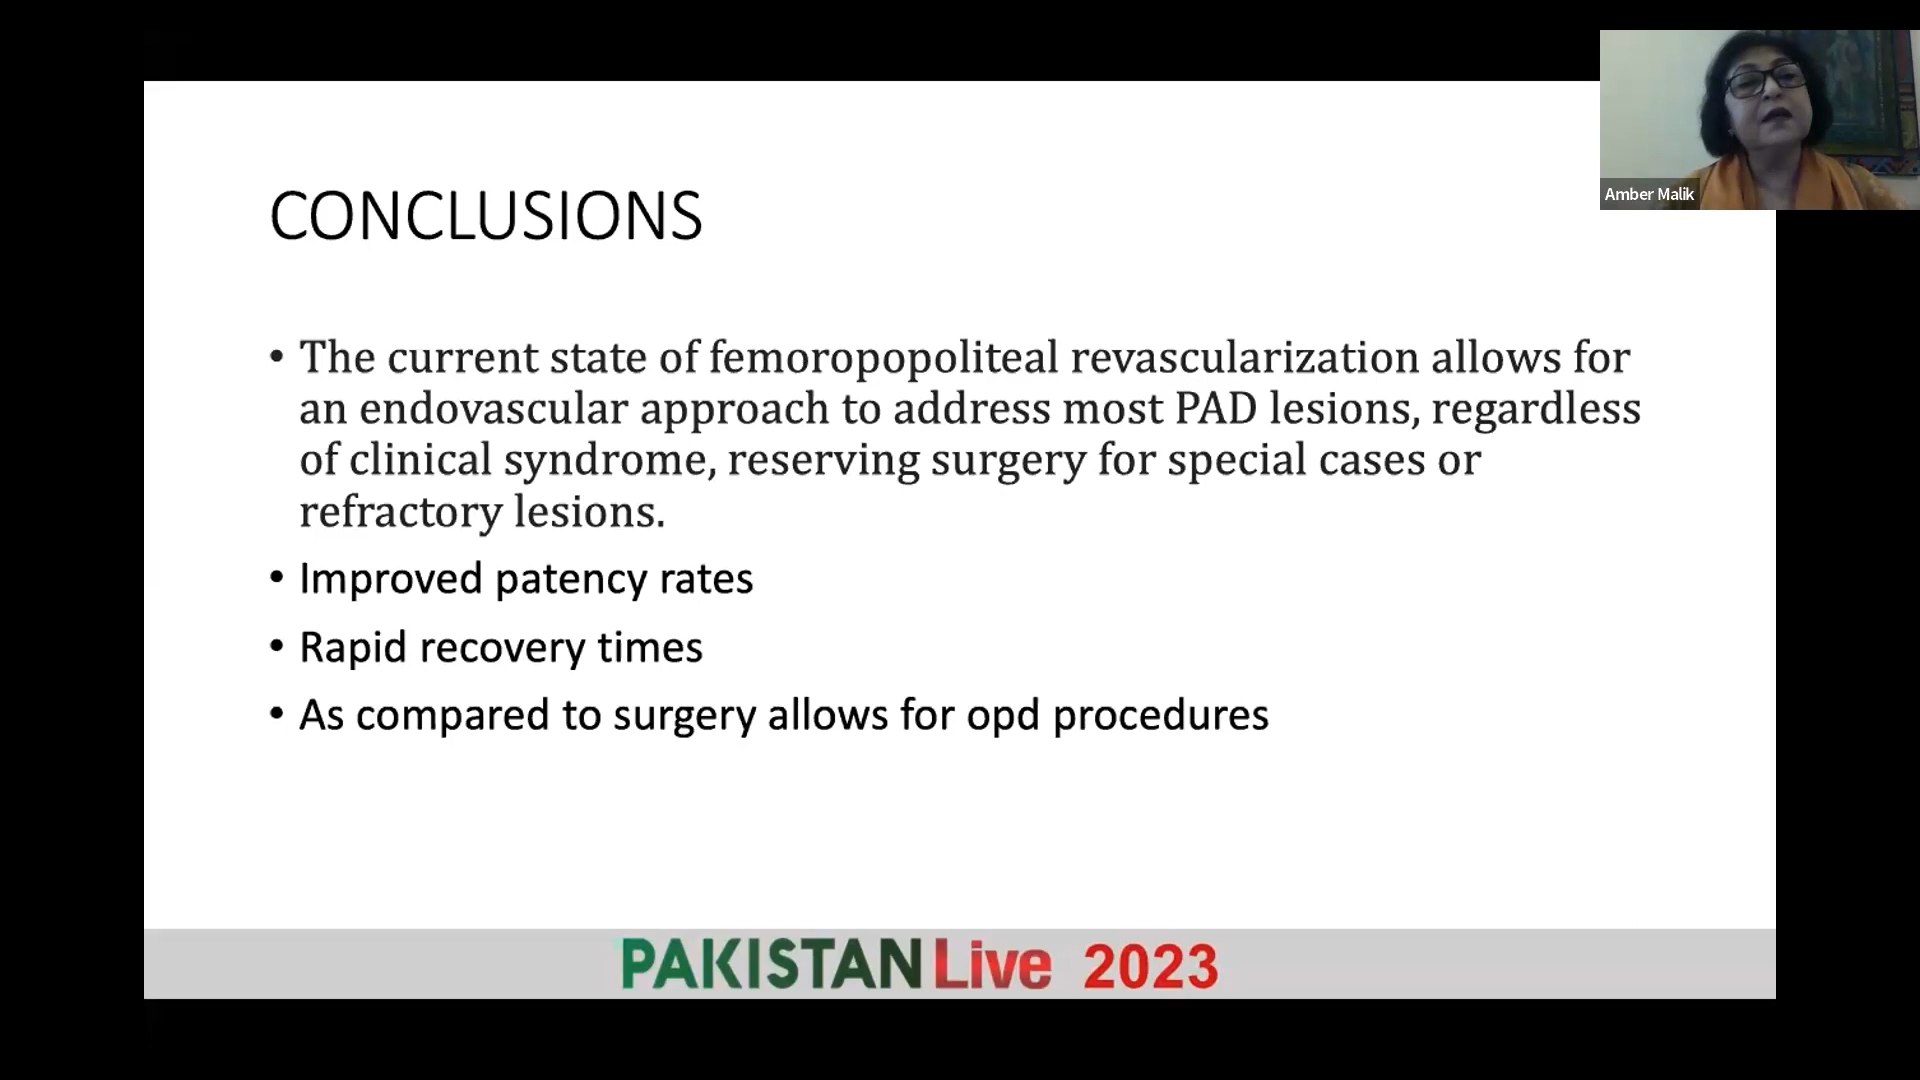 Amber Malik
CONCLUSIONS
• The current state of femoropopoliteal revascularization allows for
an endovascular approach to address most PAD lesions, regardless
of clinical syndrome, reserving surgery for special cases or
refractory lesions.
• Improved patency rates
• Rapid recovery times
• As compared to surgery allows for opd procedures
PAKISTAN Live 2023